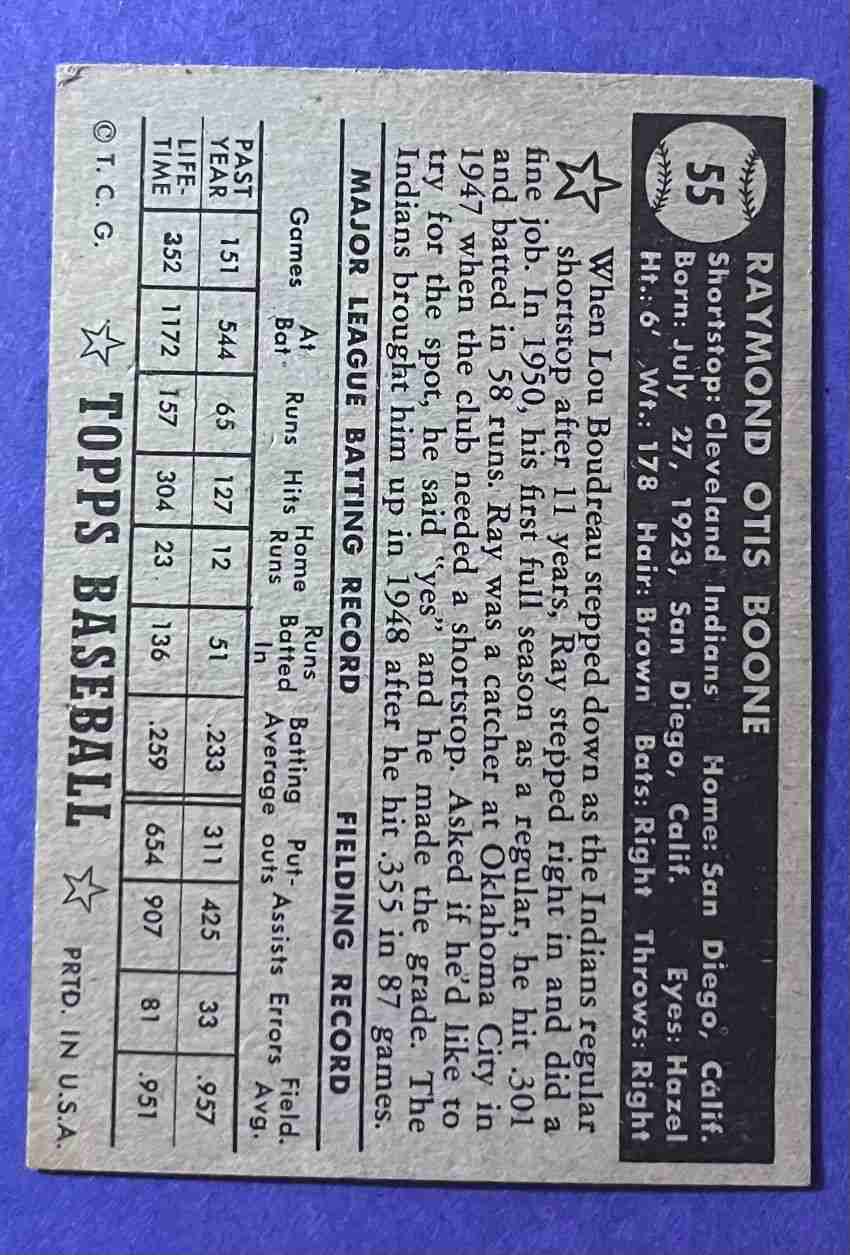 55
RAYMOND OTIS BOONE
Shortstop: Cleveland Indians Home: San Diego, Calif.
Born: July 27, 1923, San Diego, Calif. Eyes: Hazel
Ht.: 6' Wt.: 178 Hair: Brown Bats: Right Throws: Right
When Lou Boudreau stepped down as the Indians regular
shortstop after 11 years, Ray stepped right in and did a
fine job. In 1950, his first full season as a regular, he hit .301
and batted in 58 runs. Ray was a catcher at Oklahoma City in
1947 when the club needed a shortstop. Asked if he'd like to
try for the spot, he said "yes" and he made the grade. The
Indians brought him up in 1948 after he hit .355 in 87 games.
MAJOR LEAGUE BATTING RECORD FIELDING RECORD
Games At Bat Runs Hits Home Runs Runs Batted In Batting Average Put-outs Assists Errors Field. Avg.
PAST YEAR 151 544 65 127 12 51 .233 311 425 33 .957
LIFE-TIME 352 1172 157 304 23 136 .259 654 907 81 .951
© T. C. G. TOPPS BASEBALL PRTD. IN U.S.A.